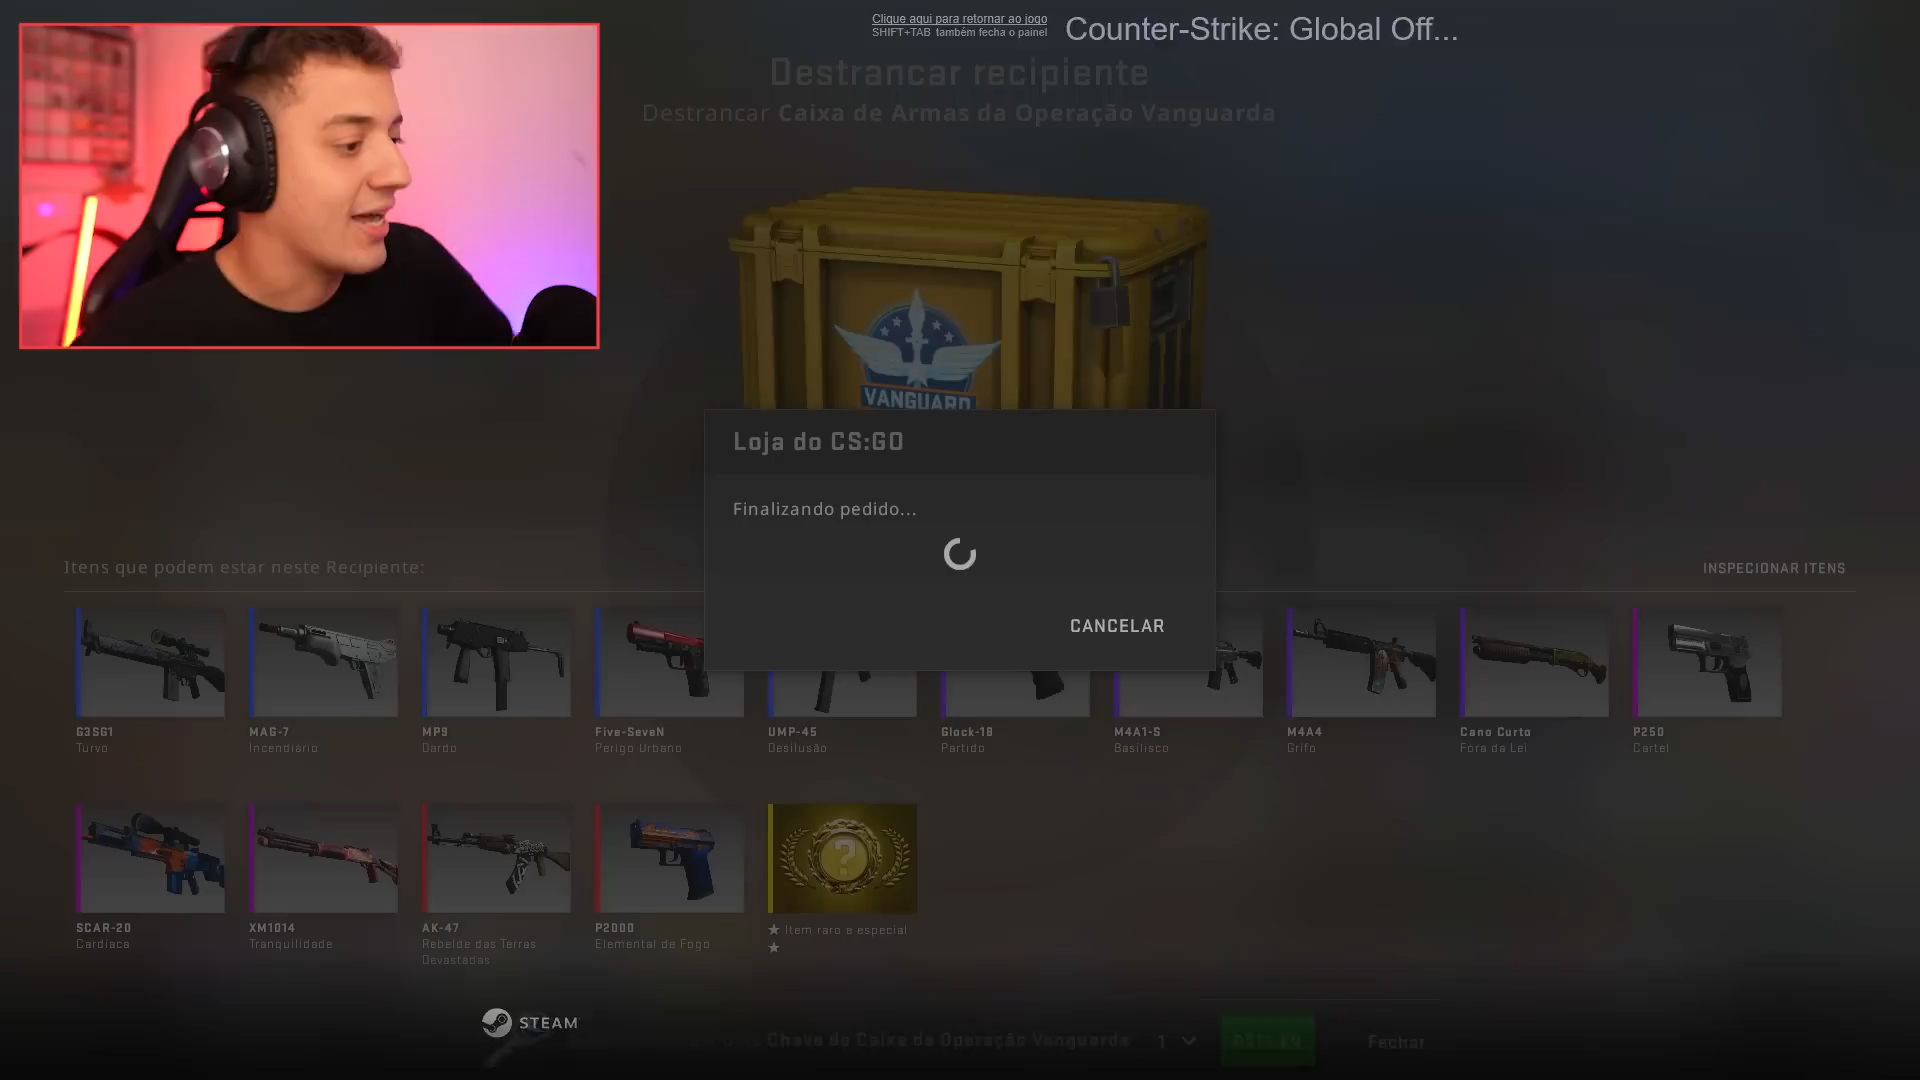 Clique aqui para retornar ao jogo
SHIFT+TAB também fecha o painel
Counter-Strike: Global Off...
Destrancar recipiente
Destrancar Caixa de Armas da Operação Vanguarda
VANGUARD
Loja do CS:GO
Finalizando pedido...
CANCELAR
Itens que podem estar neste Recipiente:
INSPECIONAR ITENS
G3SG1
Turvo
MAG-7
Incendiário
MP9
Dardo
Five-SeveN
Perigo Urbano
UMP-45
Desilusão
Glock-18
Partido
M4A1-S
Basilisco
M4A4
Grifo
Cano Curto
Fora da Lei
P250
Cartel
SCAR-20
Cardíaca
XM1014
Tranquilidade
AK-47
Rebelde das Terras
Devastadas
P2000
Elemental de Fogo
★ Item raro e especial
★
STEAM
Chave da Caixa da Operação Vanguarda
1
Fechar